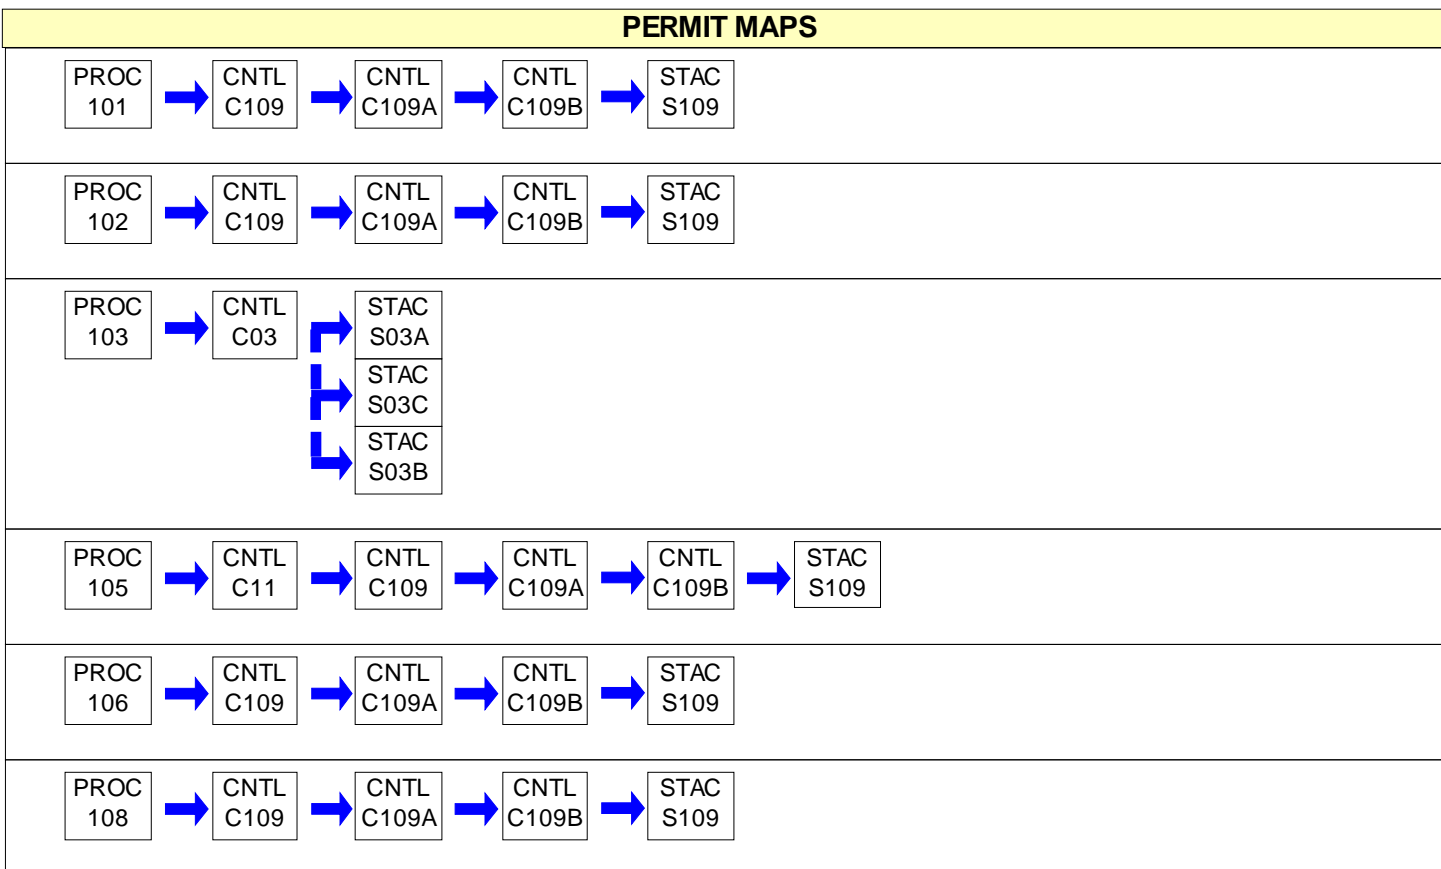 PERMIT MAPS
PROC CNTL CNTL CNTL STAC
101 C109 C109A C109B S109
PROC CNTL CNTL CNTL STAC
102 C109 C109A C109B S109
PROC CNTL STAC
103 C03 S03A
STAC
S03C
STAC
S03B
PROC CNTL CNTL CNTL CNTL STAC
105 C11 C109 C109A C109B S109
PROC CNTL CNTL CNTL STAC
106 C109 C109A C109B S109
PROC CNTL CNTL CNTL STAC
108 C109 C109A C109B S109